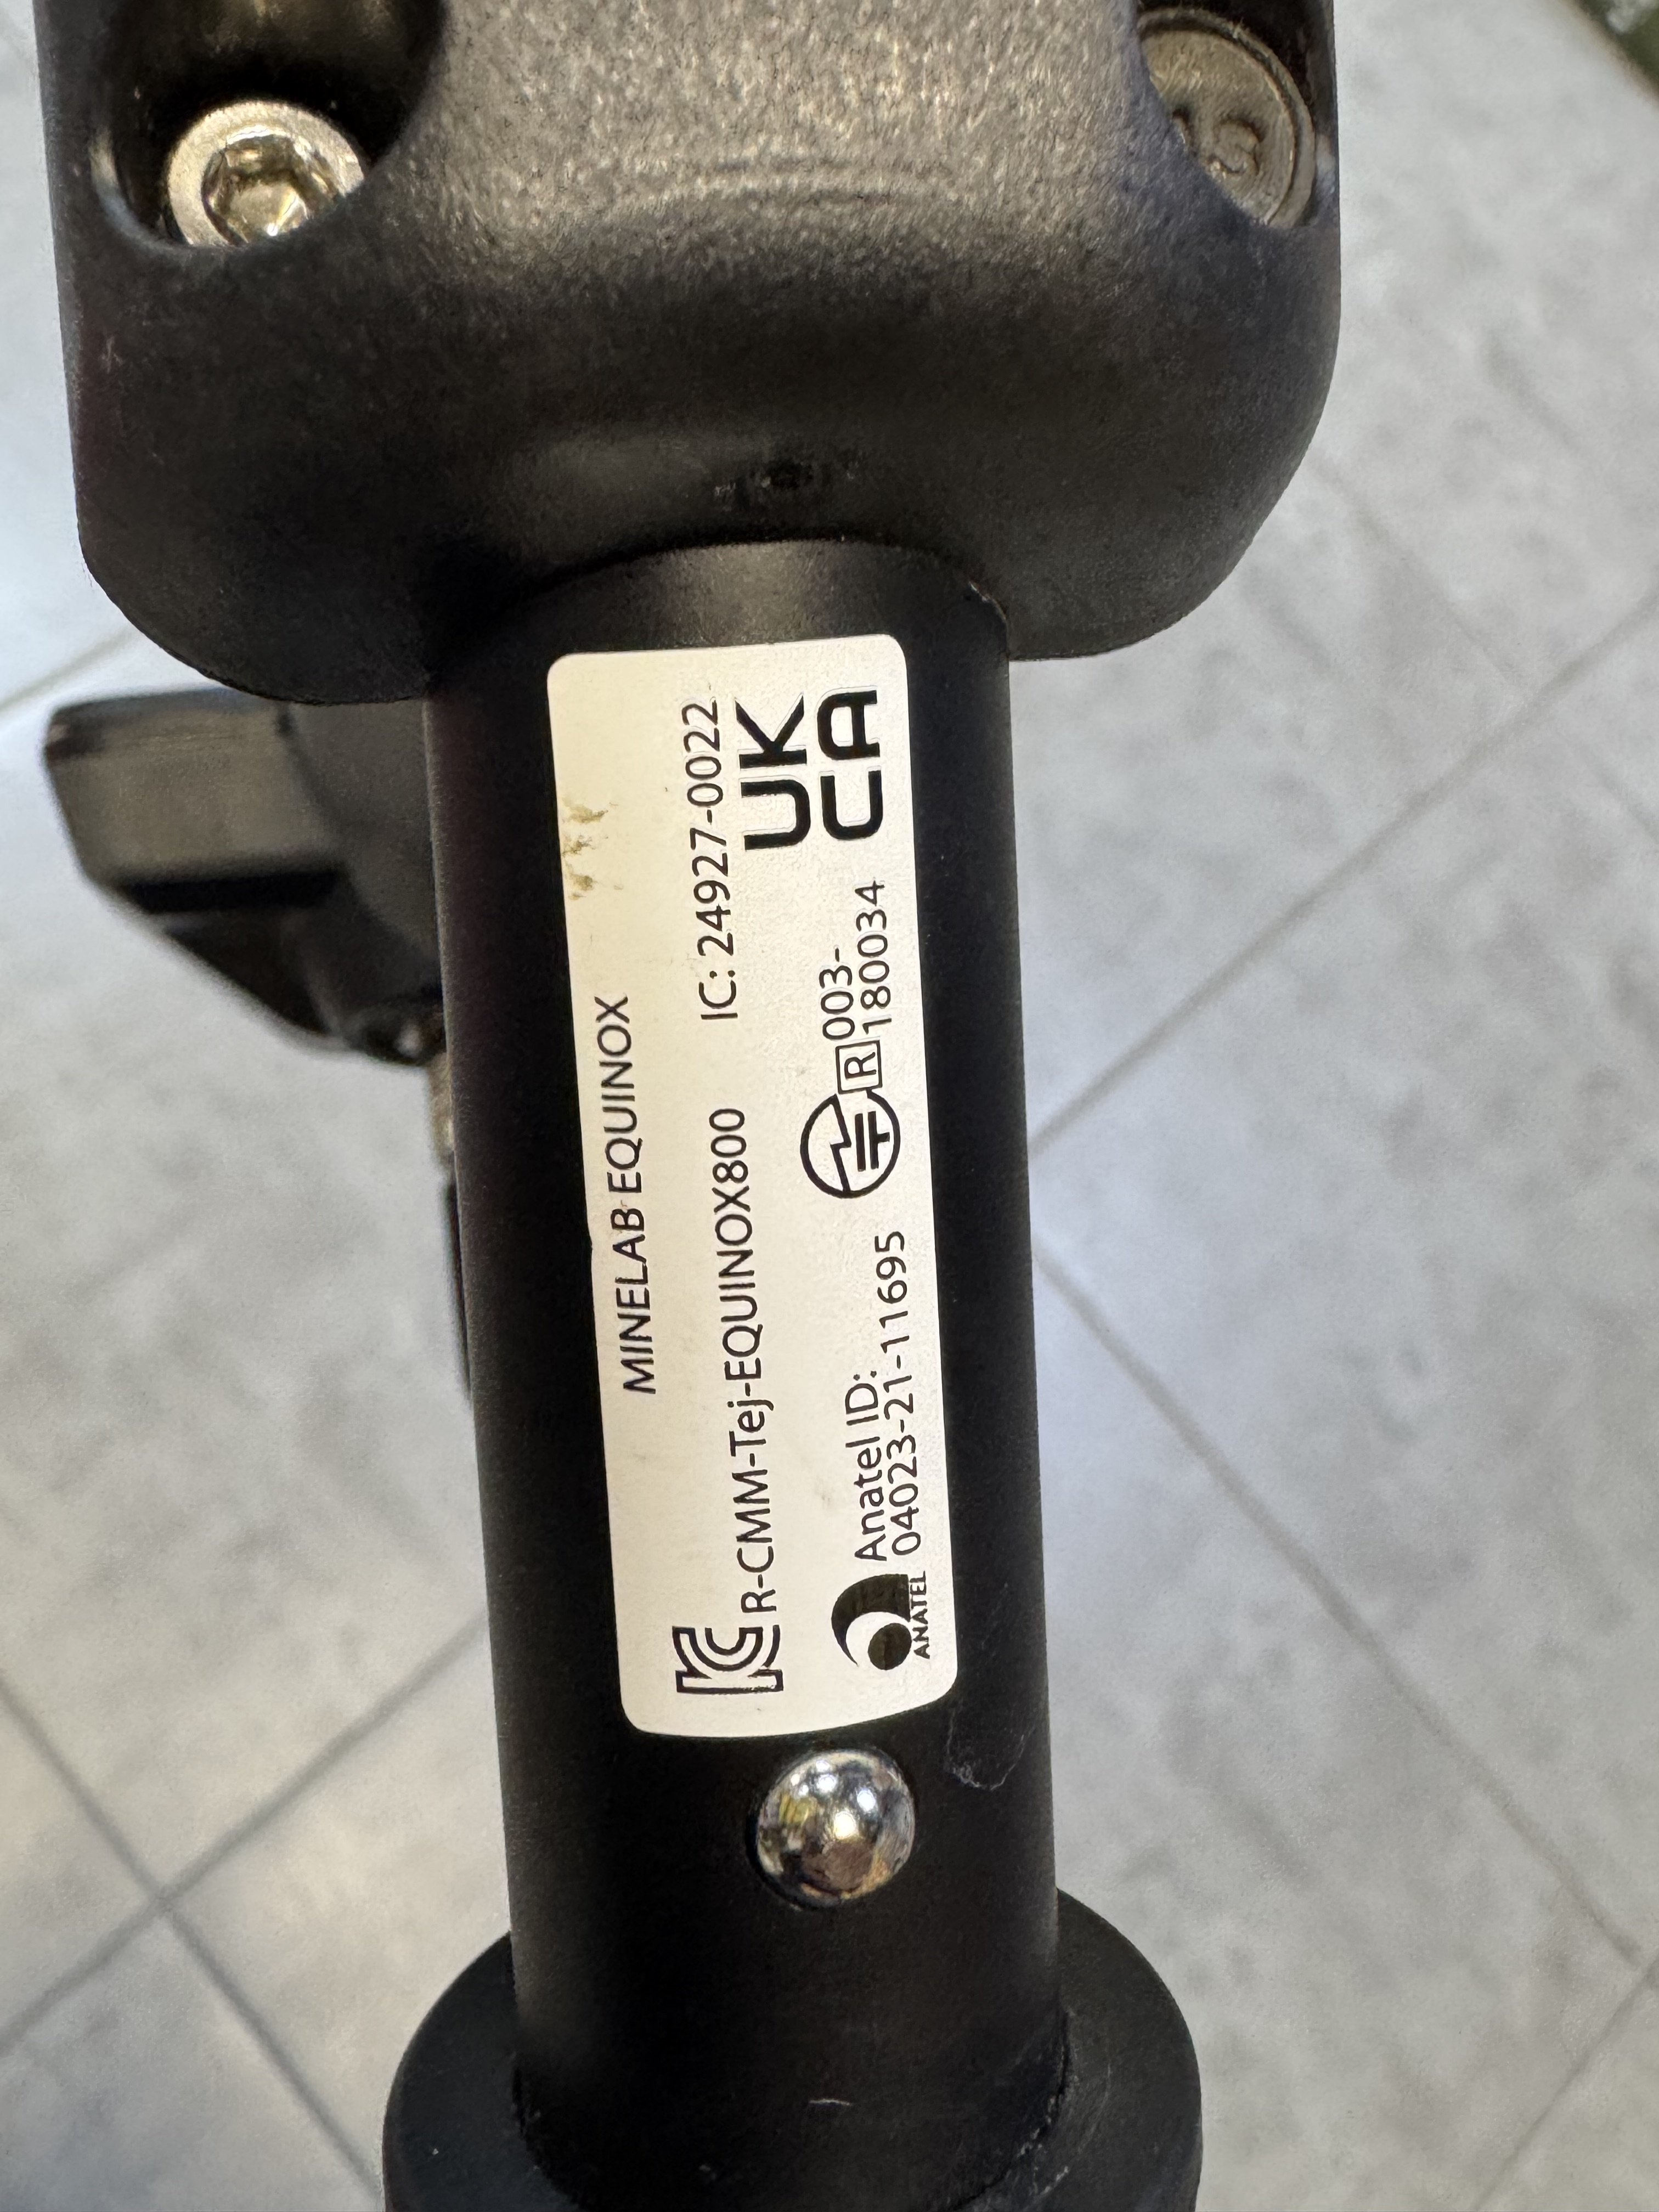 MINELAB EQUINOX
R-CMM-Tej-EQUINOX800 IC: 24927-0022
UK
CA
ANATEL
Anatel ID:
04023-21-11695
R 003-
180034